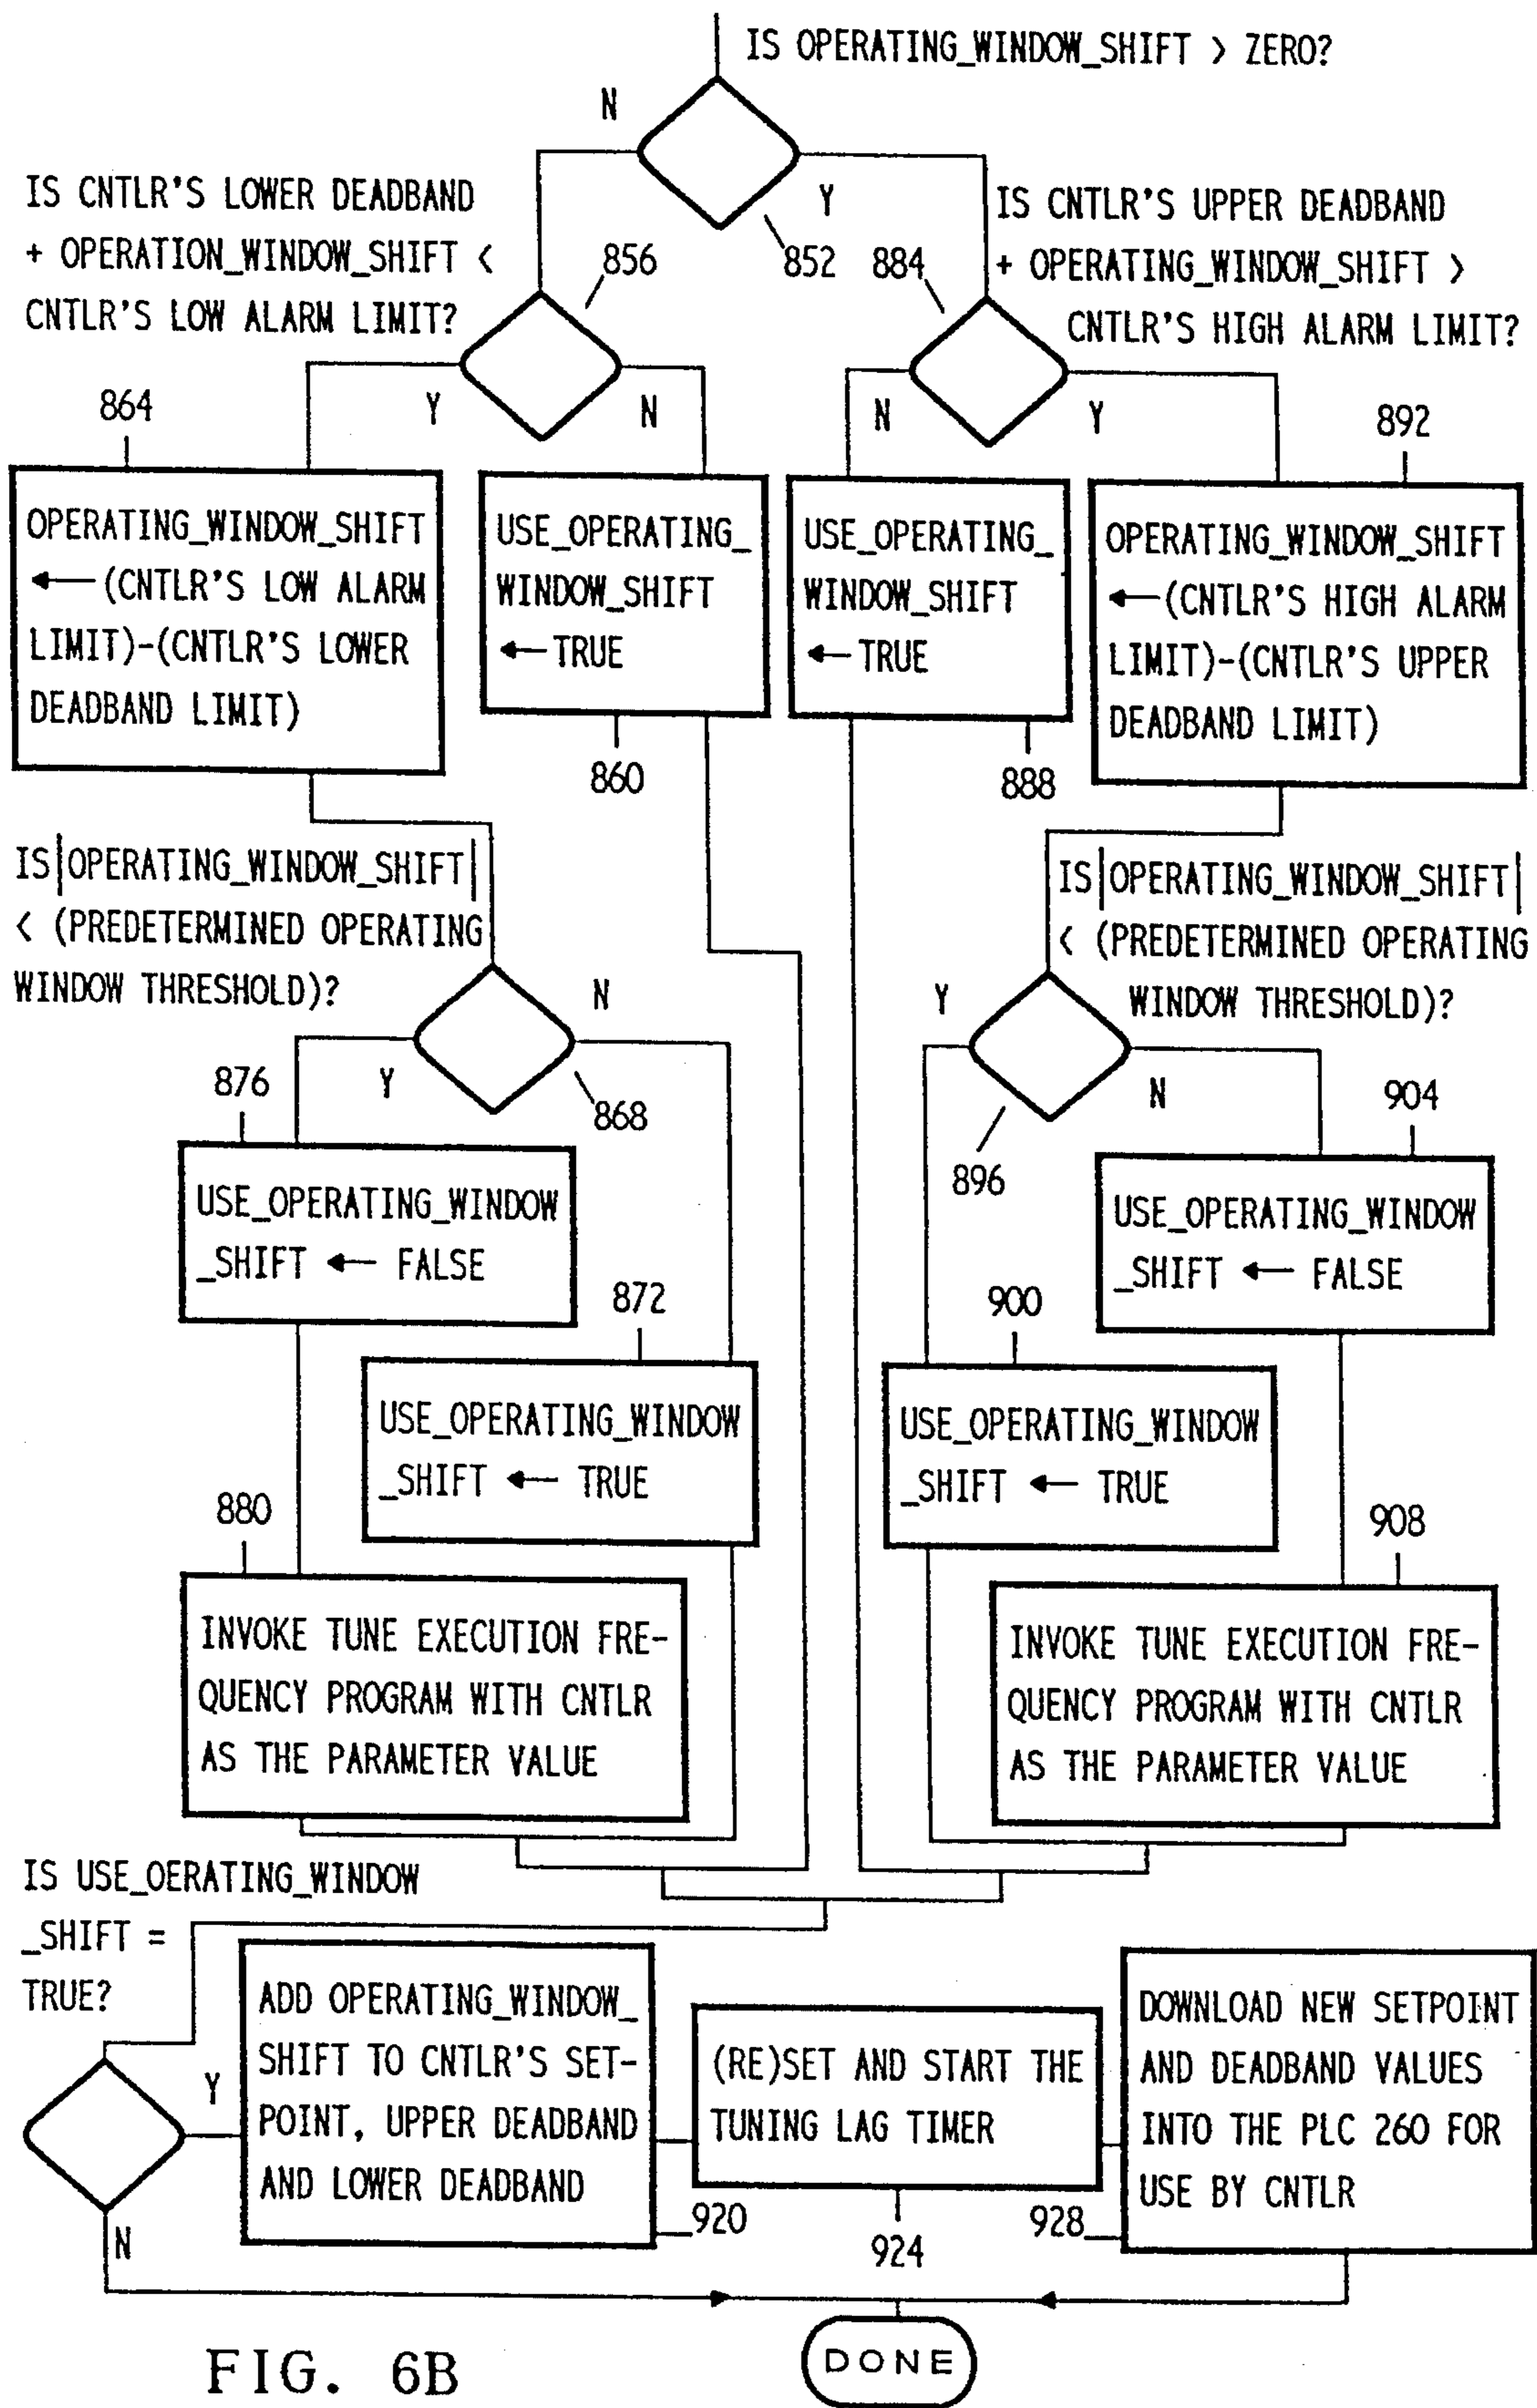 IS OPERATING_WINDOW_SHIFT > ZERO?
N
Y
852
IS CNTLR'S LOWER DEADBAND
+ OPERATION_WINDOW_SHIFT <
CNTLR'S LOW ALARM LIMIT?
856
IS CNTLR'S UPPER DEADBAND
+ OPERATING_WINDOW_SHIFT >
CNTLR'S HIGH ALARM LIMIT?
884
Y
N
N
Y
864
OPERATING_WINDOW_SHIFT
← (CNTLR'S LOW ALARM
LIMIT)-(CNTLR'S LOWER
DEADBAND LIMIT)
USE_OPERATING_
WINDOW_SHIFT
← TRUE
860
USE_OPERATING_
WINDOW_SHIFT
← TRUE
888
892
OPERATING_WINDOW_SHIFT
← (CNTLR'S HIGH ALARM
LIMIT)-(CNTLR'S UPPER
DEADBAND LIMIT)
IS|OPERATING_WINDOW_SHIFT|
< (PREDETERMINED OPERATING
WINDOW THRESHOLD)?
Y
N
868
IS|OPERATING_WINDOW_SHIFT|
< (PREDETERMINED OPERATING
WINDOW THRESHOLD)?
Y
N
896
876
USE_OPERATING_WINDOW
_SHIFT ← FALSE
872
USE_OPERATING_WINDOW
_SHIFT ← TRUE
904
USE_OPERATING_WINDOW
_SHIFT ← FALSE
900
USE_OPERATING_WINDOW
_SHIFT ← TRUE
880
INVOKE TUNE EXECUTION FRE-
QUENCY PROGRAM WITH CNTLR
AS THE PARAMETER VALUE
908
INVOKE TUNE EXECUTION FRE-
QUENCY PROGRAM WITH CNTLR
AS THE PARAMETER VALUE
IS USE_OERATING_WINDOW
_SHIFT =
TRUE?
Y
N
ADD OPERATING_WINDOW_
SHIFT TO CNTLR'S SET-
POINT, UPPER DEADBAND
AND LOWER DEADBAND
920
(RE)SET AND START THE
TUNING LAG TIMER
924
DOWNLOAD NEW SETPOINT
AND DEADBAND VALUES
INTO THE PLC 260 FOR
USE BY CNTLR
928
DONE
FIG. 6B